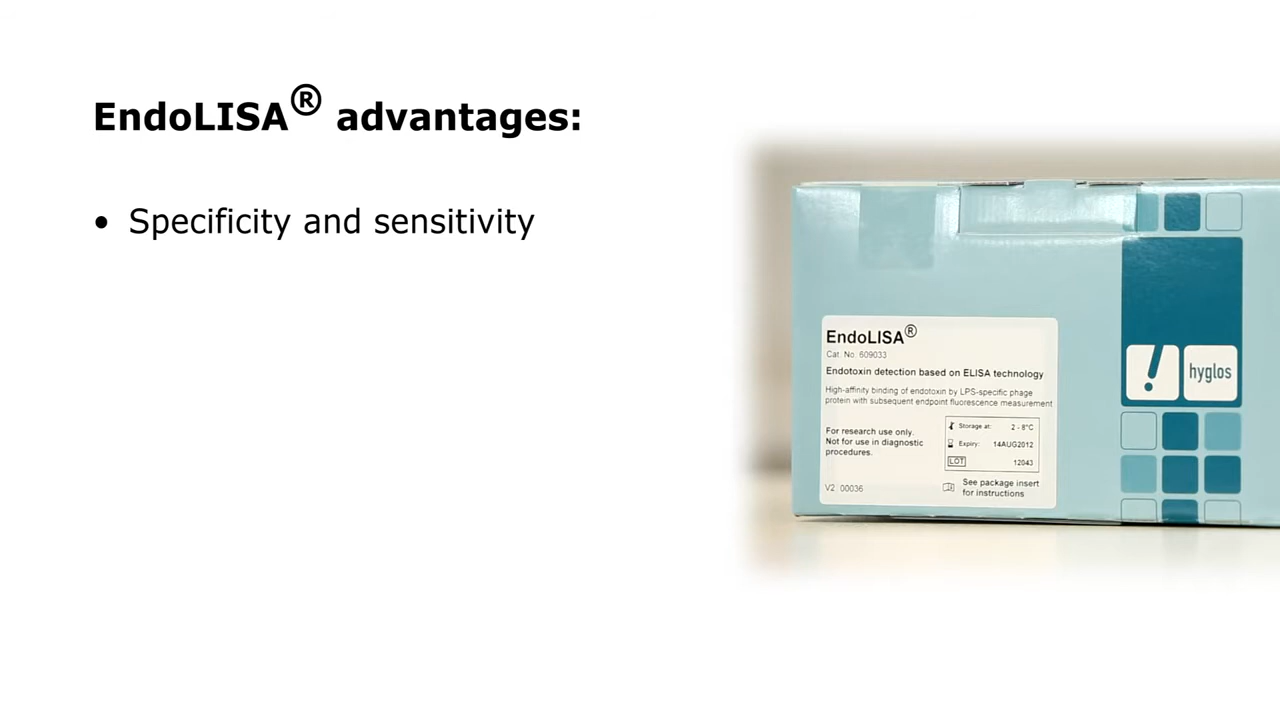 EndoLISA® advantages:
• Specificity and sensitivity
EndoLISA®
Cat. No. 609033
Endotoxin detection based on ELISA technology
High-affinity binding of endotoxin by LPS-specific phage
protein with subsequent endpoint fluorescence measurement
For research use only.
Not for use in diagnostic
procedures.
Storage at: 2 - 8°C
Expiry: 14AUG2012
LOT 12043
V2 00036
See package insert
for instructions
! hyglos